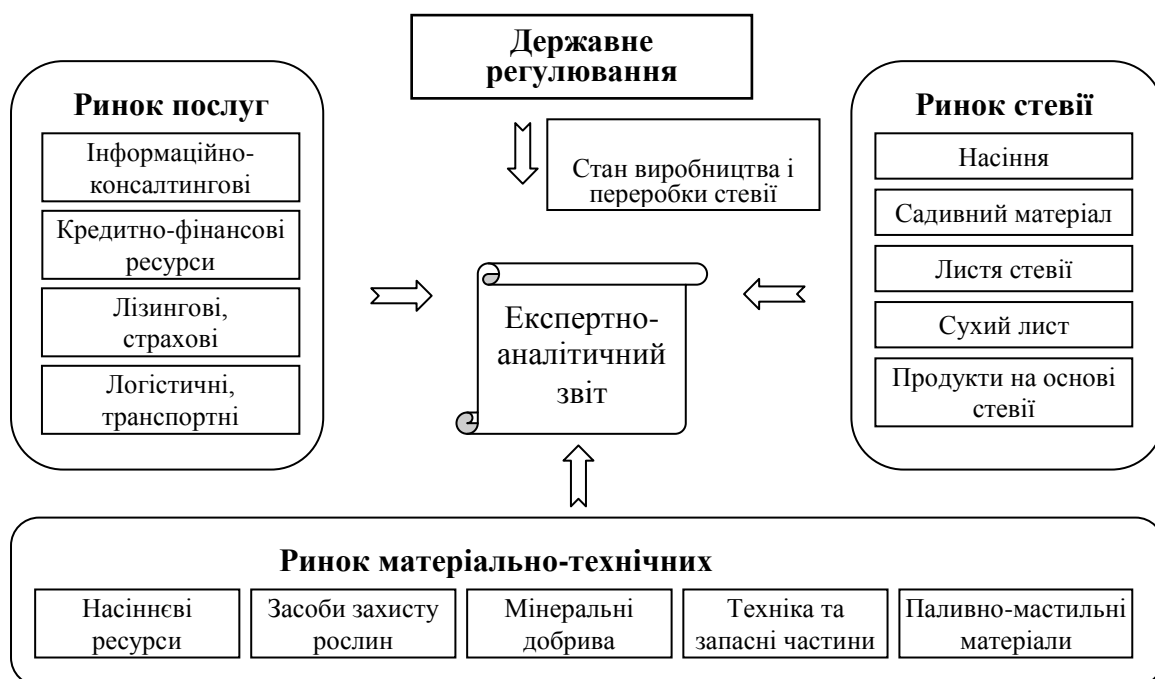 Державне
регулювання
Ринок послуг
Інформаційно-
консалтингові
Кредитно-фінансові
ресурси
Лізингові,
страхові
Логістичні,
транспортні
Стан виробництва і
переробки стевії
Експертно-
аналітичний
звіт
Ринок стевії
Насіння
Садивний матеріал
Листя стевії
Сухий лист
Продукти на основі
стевії
Ринок матеріально-технічних
Насіннєві
ресурси
Засоби захисту
рослин
Мінеральні
добрива
Техніка та
запасні частини
Паливно-мастильні
матеріали